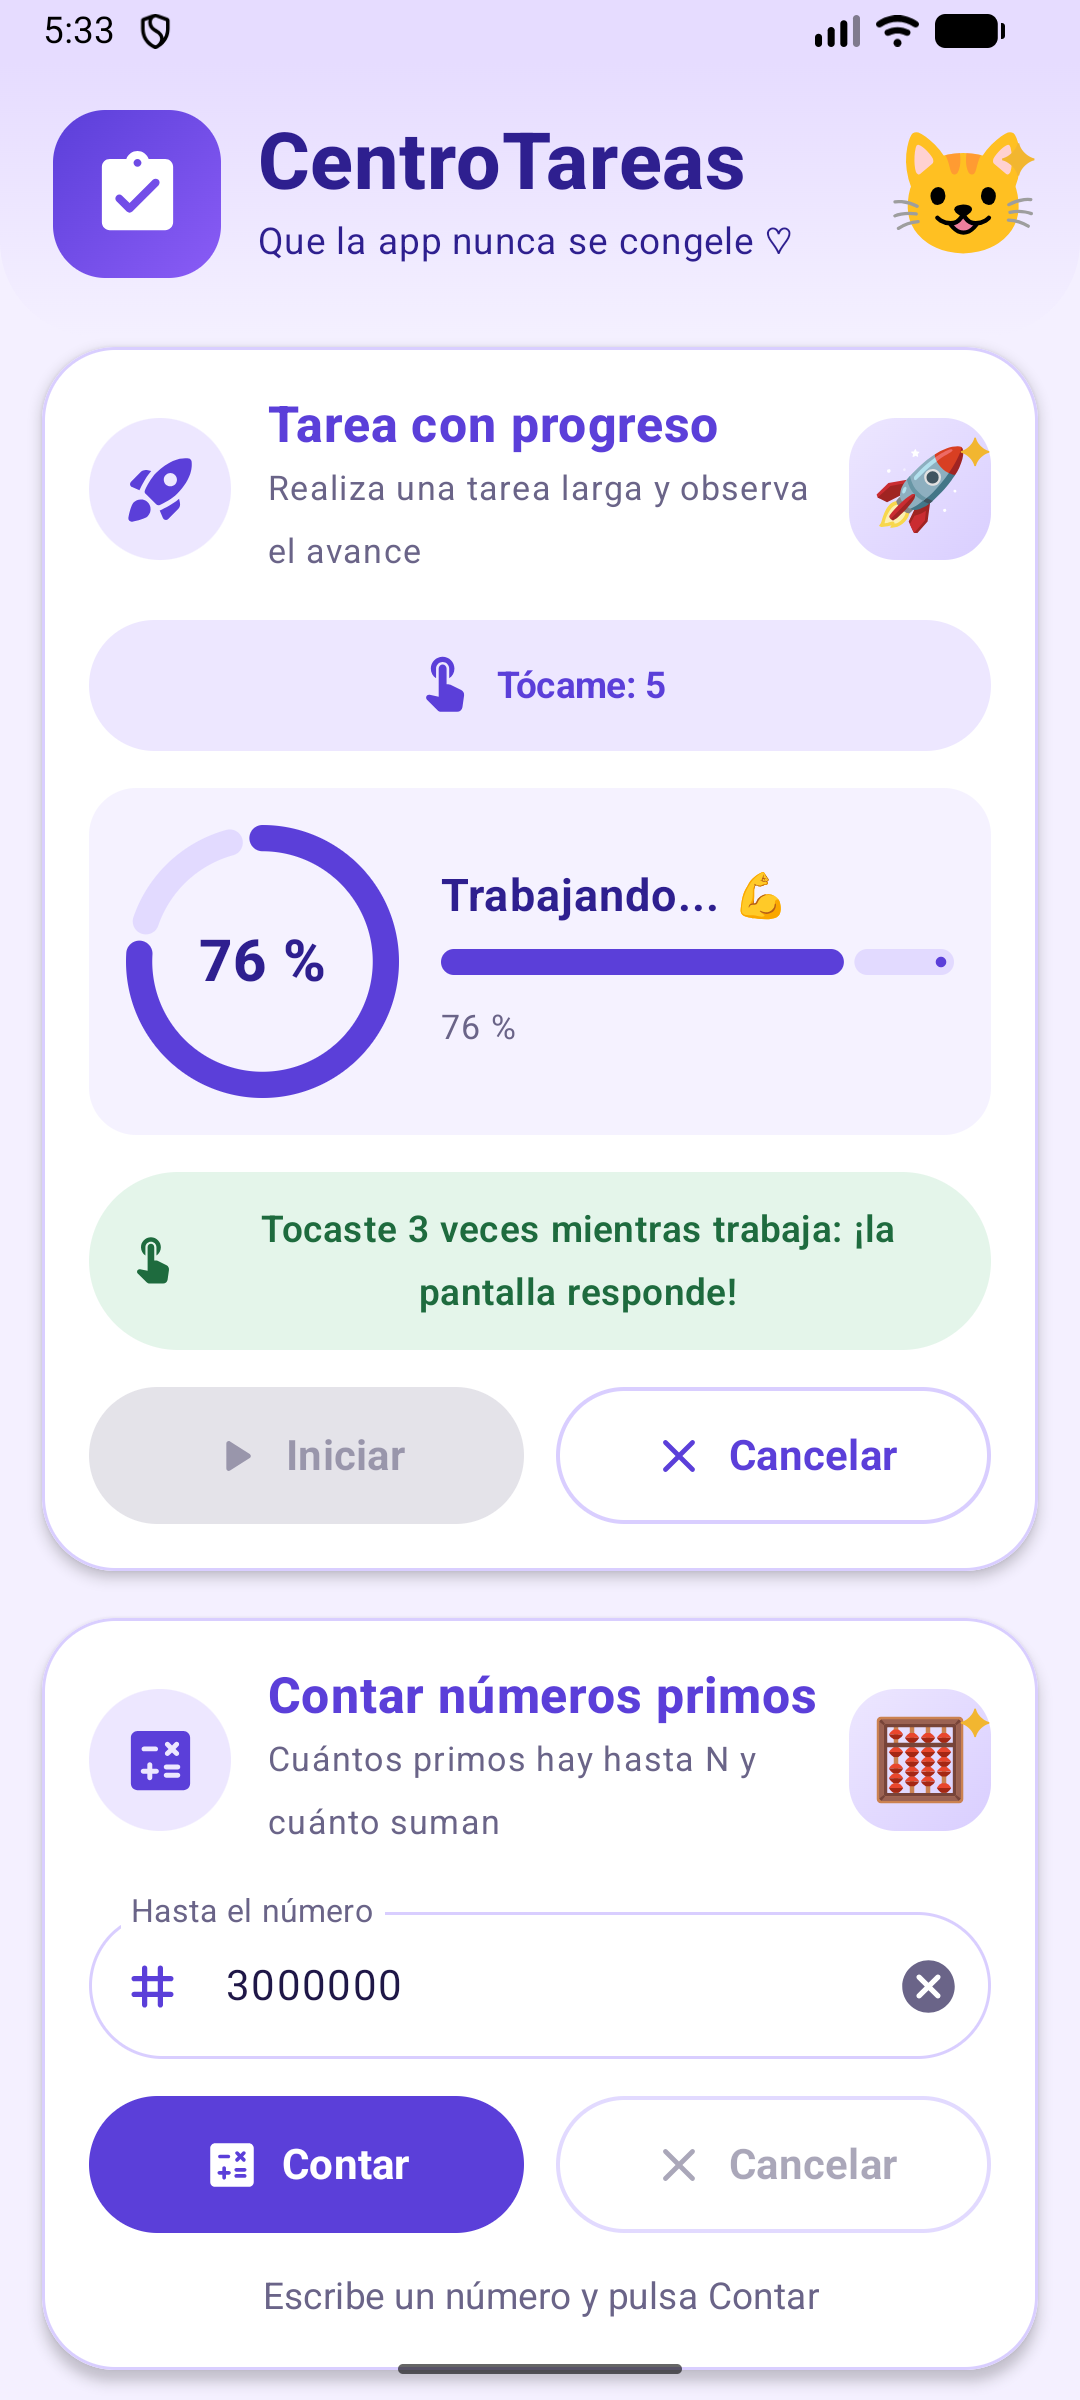 5:33
CentroTareas
Que la app nunca se congele ♡
Tarea con progreso
Realiza una tarea larga y observa
el avance
Tócame: 5
76 %
Trabajando... 💪
76 %
Tocaste 3 veces mientras trabaja: ¡la
pantalla responde!
Iniciar
Cancelar
Contar números primos
Cuántos primos hay hasta N y
cuánto suman
Hasta el número
3000000
Contar
Cancelar
Escribe un número y pulsa Contar